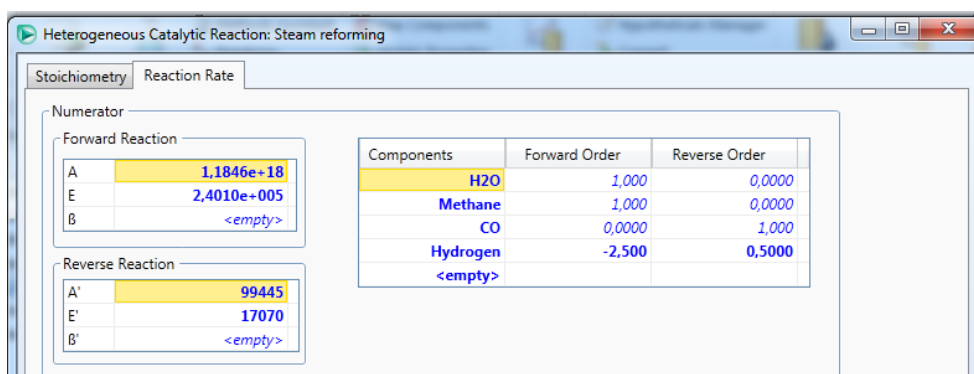 Heterogeneous Catalytic Reaction: Steam reforming
Stoichiometry Reaction Rate
Numerator
Forward Reaction
A 1,1846e+18
E 2,4010e+005
ß <empty>
Reverse Reaction
A' 99445
E' 17070
ß' <empty>
Components Forward Order Reverse Order
H2O 1,000 0,0000
Methane 1,000 0,0000
CO 0,0000 1,000
Hydrogen -2,500 0,5000
<empty>